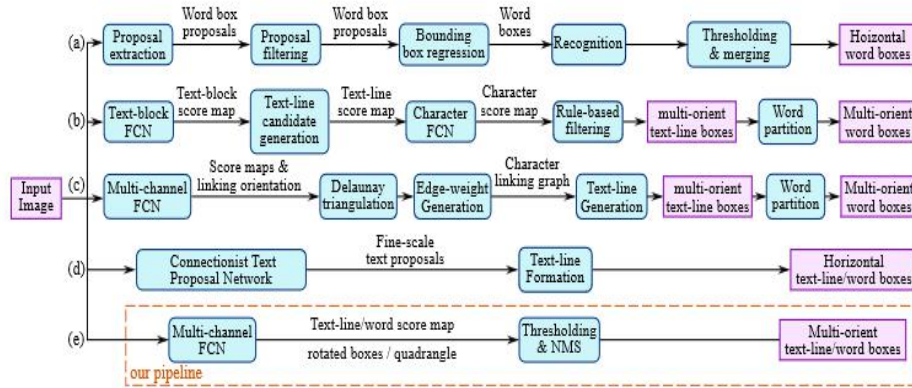 Input
Image
(a)
Proposal
extraction
Word box
proposals
Proposal
filtering
Word box
proposals
Bounding
box regression
Word
boxes
Recognition
Thresholding
& merging
Hoizontal
word boxes
(b)
Text-block
FCN
Text-block
score map
Text-line
candidate
generation
Text-line
score map
Character
FCN
Character
score map
Rule-based
filtering
multi-orient
text-line boxes
Word
partition
Multi-orient
word boxes
(c)
Multi-channel
FCN
Score maps &
linking orientation
Delaunay
triangulation
Edge-weight
Generation
Character
linking graph
Text-line
Generation
multi-orient
text-line boxes
Word
partition
Multi-orient
word boxes
(d)
Connectionist Text
Proposal Network
Fine-scale
text proposals
Text-line
Formation
Horizontal
text-line/word boxes
(e)
Multi-channel
FCN
Text-line/word score map
rotated boxes / quadrangle
Thresholding
& NMS
Multi-orient
text-line/word boxes
our pipeline